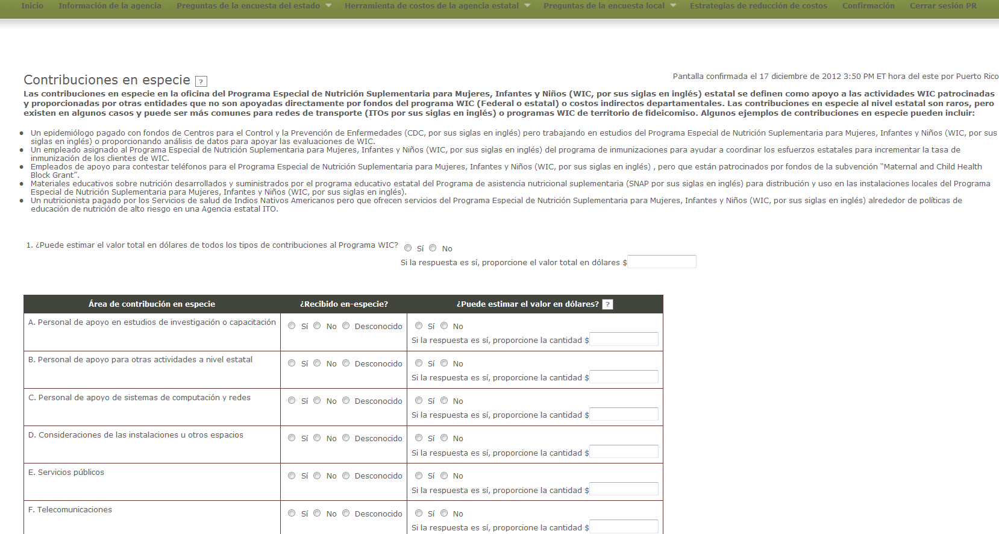 Inicio Información de la agencia Preguntas de la encuesta del estado Herramienta de costos de la agencia estatal Preguntas de la encuesta local Estrategias de reducción de costos Confirmación Cerrar sesión PR
Contribuciones en especie ?
Pantalla confirmada el 17 diciembre de 2012 3:50 PM ET hora del este por Puerto Rico
Las contribuciones en especie en la oficina del Programa Especial de Nutrición Suplementaria para Mujeres, Infantes y Niños (WIC, por sus siglas en inglés) estatal se definen como apoyo a las actividades WIC patrocinadas
y proporcionadas por otras entidades que no son apoyadas directamente por fondos del programa WIC (Federal o estatal) o costos indirectos departamentales. Las contribuciones en especie al nivel estatal son raros, pero
existen en algunos casos y puede ser más comunes para redes de transporte (ITOs por sus siglas en inglés) o programas WIC de territorio de fideicomiso. Algunos ejemplos de contribuciones en especie pueden incluir:
• Un epidemiólogo pagado con fondos de Centros para el Control y la Prevención de Enfermedades (CDC, por sus siglas en inglés) pero trabajando en estudios del Programa Especial de Nutrición Suplementaria para Mujeres, Infantes y Niños (WIC, por sus
siglas en inglés) o proporcionando análisis de datos para apoyar las evaluaciones de WIC.
• Un empleado asignado al Programa Especial de Nutrición Suplementaria para Mujeres, Infantes y Niños (WIC, por sus siglas en inglés) del programa de inmunizaciones para ayudar a coordinar los esfuerzos estatales para incrementar la tasa de
inmunización de los clientes de WIC.
• Empleados de apoyo para contestar teléfonos para el Programa Especial de Nutrición Suplementaria para Mujeres, Infantes y Niños (WIC, por sus siglas en inglés) , pero que están patrocinados por fondos de la subvención “Maternal and Child Health
Block Grant”.
• Materiales educativos sobre nutrición desarrollados y suministrados por el programa educativo estatal del Programa de asistencia nutricional suplementaria (SNAP por sus siglas en inglés) para distribución y uso en las instalaciones locales del Programa
Especial de Nutrición Suplementaria para Mujeres, Infantes y Niños (WIC, por sus siglas en inglés).
• Un nutricionista pagado por los Servicios de salud de Indios Nativos Americanos pero que ofrecen servicios del Programa Especial de Nutrición Suplementaria para Mujeres, Infantes y Niños (WIC, por sus siglas en inglés) alrededor de políticas de
educación de nutrición de alto riesgo en una Agencia estatal ITO.
1. ¿Puede estimar el valor total en dólares de todos los tipos de contribuciones al Programa WIC? Sí No
Si la respuesta es sí, proporcione el valor total en dólares $
Área de contribución en especie ¿Recibido en-especie? ¿Puede estimar el valor en dólares? ?
A. Personal de apoyo en estudios de investigación o capacitación Sí No Desconocido Sí No
Si la respuesta es sí, proporcione la cantidad $
B. Personal de apoyo para otras actividades a nivel estatal Sí No Desconocido Sí No
Si la respuesta es sí, proporcione la cantidad $
C. Personal de apoyo de sistemas de computación y redes Sí No Desconocido Sí No
Si la respuesta es sí, proporcione la cantidad $
D. Consideraciones de las instalaciones u otros espacios Sí No Desconocido Sí No
Si la respuesta es sí, proporcione la cantidad $
E. Servicios públicos Sí No Desconocido Sí No
Si la respuesta es sí, proporcione la cantidad $
F. Telecomunicaciones Sí No Desconocido Sí No
Si la respuesta es sí, proporcione la cantidad $